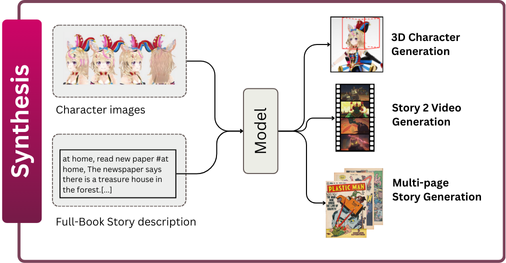 Synthesis
Character images
at home, read new paper #at
home, The newspaper says
there is a treasure house in
the forest.[...]
Full-Book Story description
Model
3D Character
Generation
Story 2 Video
Generation
PLASTIC MAN
Multi-page
Story Generation